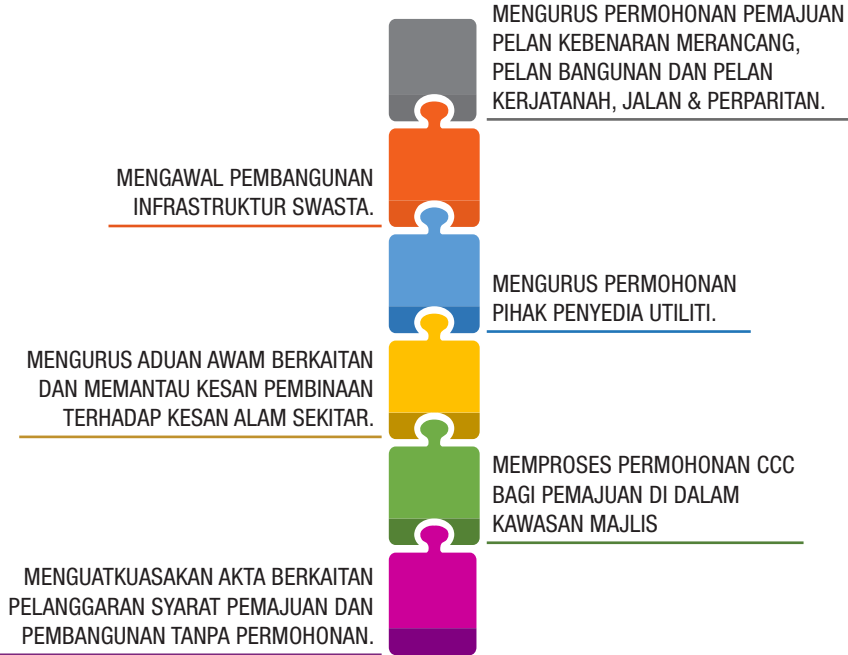 MENGURUS PERMOHONAN PEMAJUAN
PELAN KEBENARAN MERANCANG,
PELAN BANGUNAN DAN PELAN
KERJATANAH, JALAN & PERPARITAN.
MENGAWAL PEMBANGUNAN
INFRASTRUKTUR SWASTA.
MENGURUS PERMOHONAN
PIHAK PENYEDIA UTILITI.
MENGURUS ADUAN AWAM BERKAITAN
DAN MEMANTAU KESAN PEMBINAAN
TERHADAP KESAN ALAM SEKITAR.
MEMPROSES PERMOHONAN CCC
BAGI PEMAJUAN DI DALAM
KAWASAN MAJLIS
MENGUATKUASAKAN AKTA BERKAITAN
PELANGGARAN SYARAT PEMAJUAN DAN
PEMBANGUNAN TANPA PERMOHONAN.